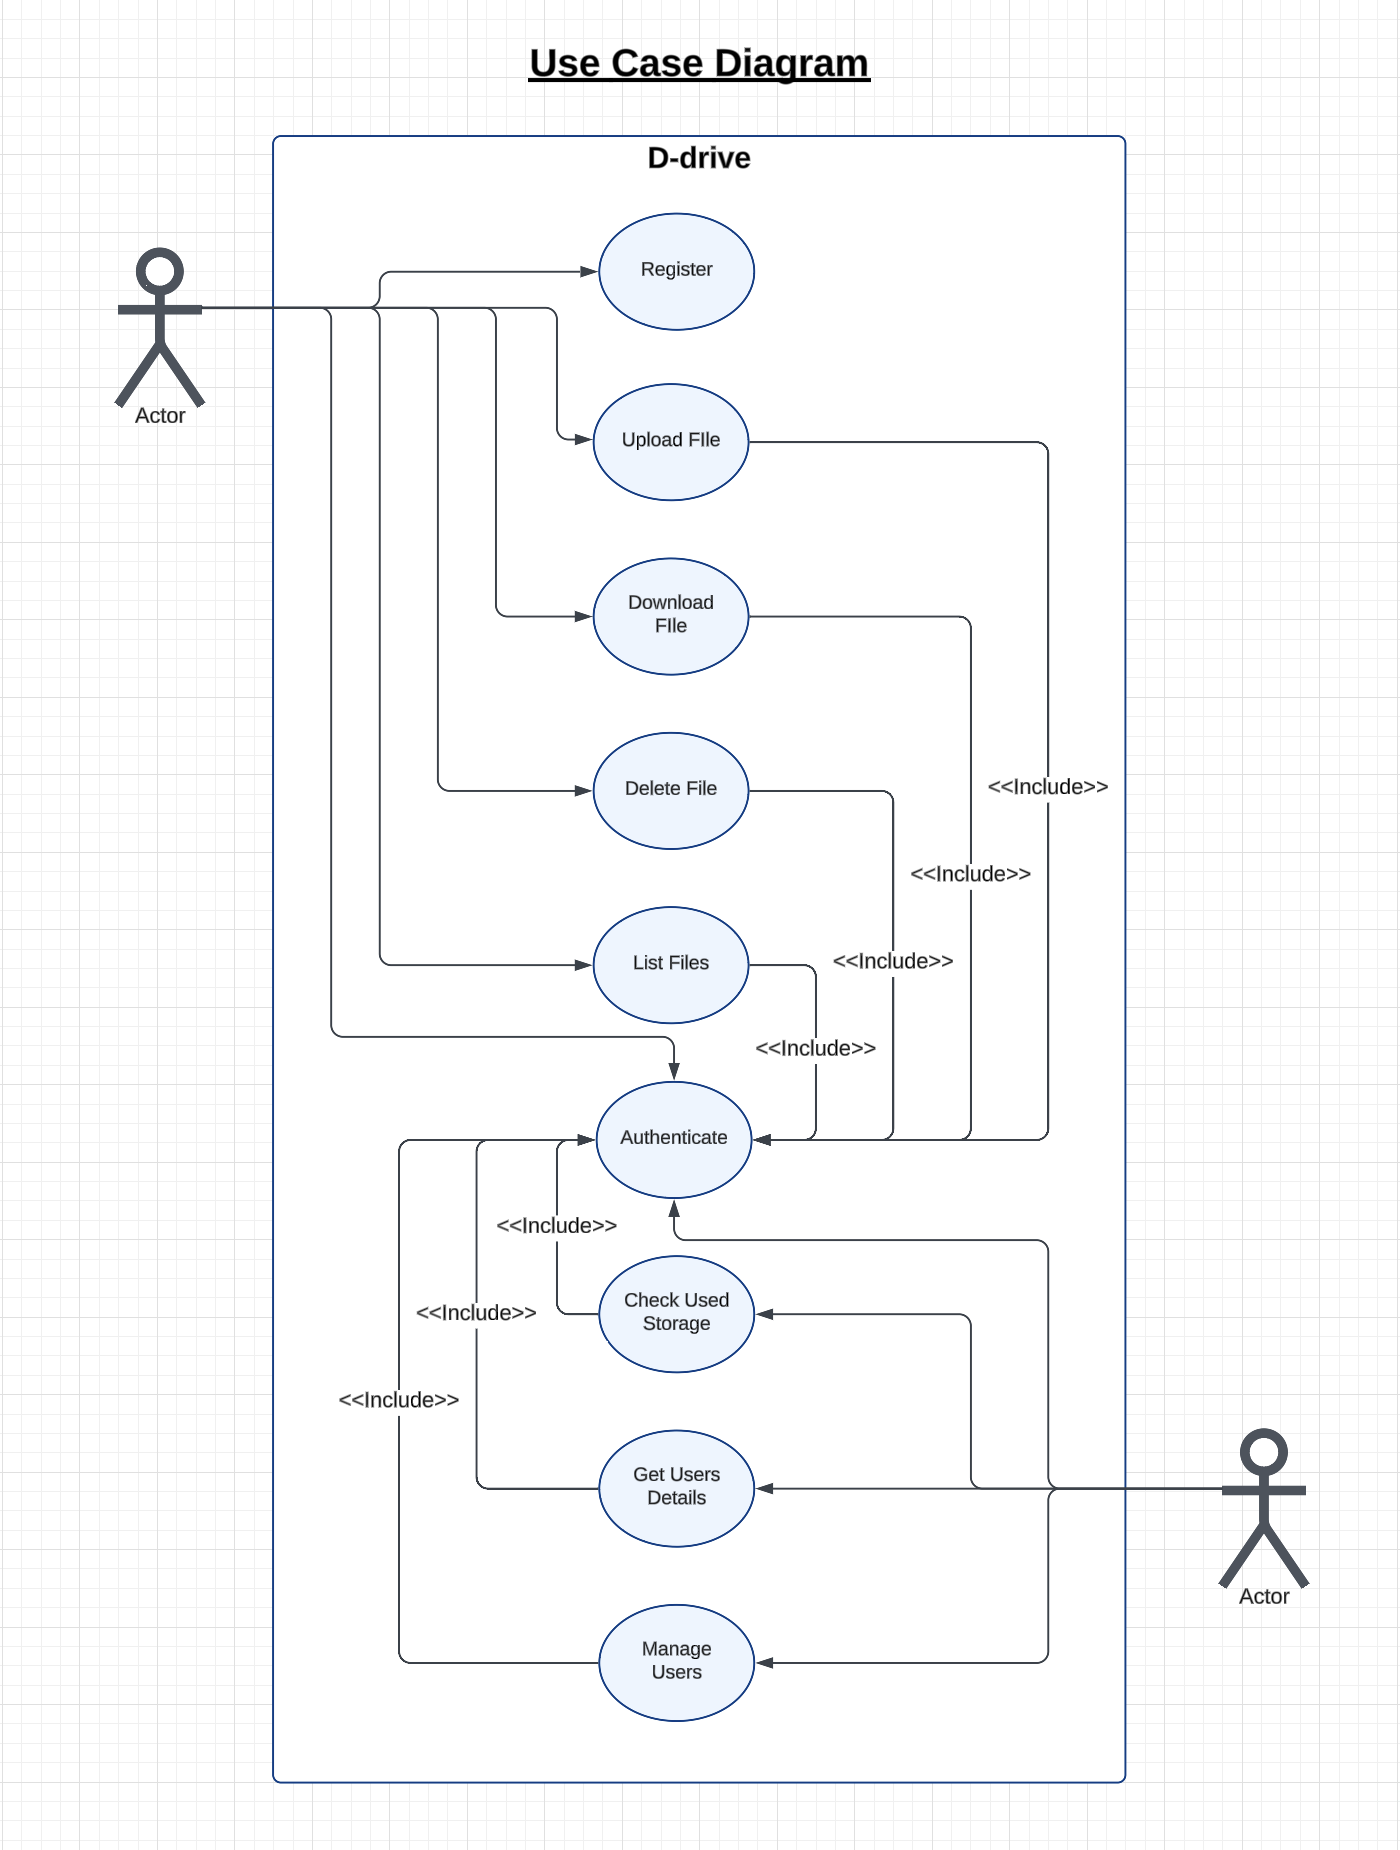 Use Case Diagram
D-drive
Register
Actor
Upload FIle
Download
FIle
Delete File
<<Include>>
<<Include>>
List Files
<<Include>>
<<Include>>
Authenticate
<<Include>>
Check Used
Storage
<<Include>>
<<Include>>
Get Users
Details
Actor
Manage
Users